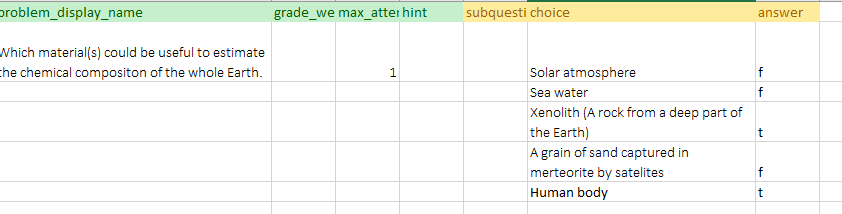 problem_display_name grade_we max_atter hint subquesti choice answer
Which material(s) could be useful to estimate
the chemical compositon of the whole Earth. 1 Solar atmosphere f
Sea water f
Xenolith (A rock from a deep part of
the Earth) t
A grain of sand captured in
merteorite by satelites f
Human body t